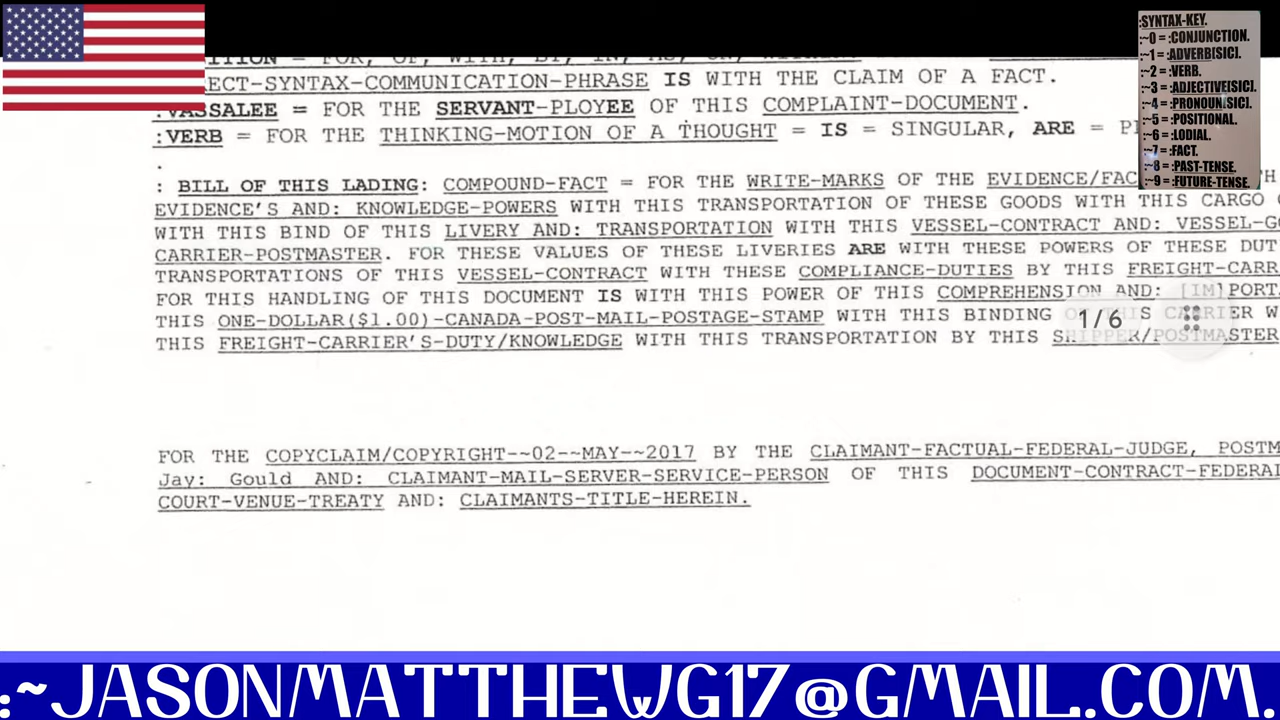 :SYNTAX-KEY.
:~0 = :CONJUNCTION.
:~1 = :ADVERB[SIC].
:~2 = :VERB.
:~3 = :ADJECTIVE[SIC].
:~4 = :PRONOUN[SIC].
:~5 = :POSITIONAL.
:~6 = :LODIAL.
:~7 = :FACT.
:~8 = :PAST-TENSE.
:~9 = :FUTURE-TENSE.
ECT-SYNTAX-COMMUNICATION-PHRASE IS WITH THE CLAIM OF A FACT.
:VASSALEE = FOR THE SERVANT-PLOYEE OF THIS COMPLAINT-DOCUMENT.
:VERB = FOR THE THINKING-MOTION OF A THOUGHT = IS = SINGULAR, ARE =
.
: BILL OF THIS LADING: COMPOUND-FACT = FOR THE WRITE-MARKS OF THE EVIDENCE/FAC
EVIDENCE'S AND: KNOWLEDGE-POWERS WITH THIS TRANSPORTATION OF THESE GOODS WITH THIS CARGO
WITH THIS BIND OF THIS LIVERY AND: TRANSPORTATION WITH THIS VESSEL-CONTRACT AND: VESSEL-G
CARRIER-POSTMASTER. FOR THESE VALUES OF THESE LIVERIES ARE WITH THESE POWERS OF THESE DUT
TRANSPORTATIONS OF THIS VESSEL-CONTRACT WITH THESE COMPLIANCE-DUTIES BY THIS FREIGHT-CARR
FOR THIS HANDLING OF THIS DOCUMENT IS WITH THIS POWER OF THIS COMPREHENSION AND: [IM]PORT
THIS ONE-DOLLAR($1.00)-CANADA-POST-MAIL-POSTAGE-STAMP WITH THIS BINDING OF THIS CARRIER W
THIS FREIGHT-CARRIER'S-DUTY/KNOWLEDGE WITH THIS TRANSPORTATION BY THIS SHIPPER/POSTMASTER
1/6
FOR THE COPYCLAIM/COPYRIGHT~~02~~MAY~~2017 BY THE CLAIMANT-FACTUAL-FEDERAL-JUDGE, POSTM
Jay: Gould AND: CLAIMANT-MAIL-SERVER-SERVICE-PERSON OF THIS DOCUMENT-CONTRACT-FEDERAL
COURT-VENUE-TREATY AND: CLAIMANTS-TITLE-HEREIN.
:~JASONMATTHEWG17@GMAIL.COM.